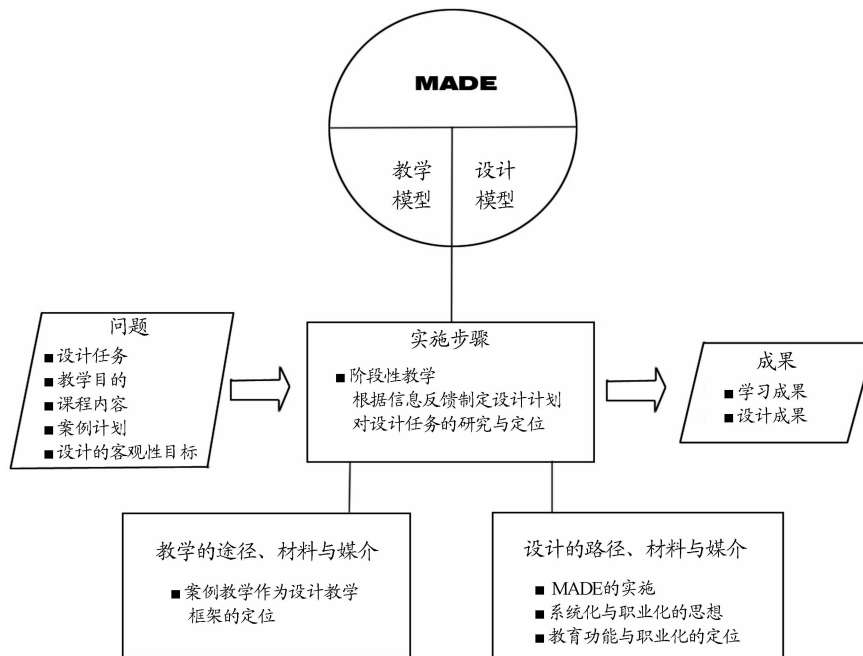 MADE
教学
模型
设计
模型
问题
■设计任务
■教学目的
■课程内容
■案例计划
■设计的客观性目标
实施步骤
■阶段性教学
根据信息反馈制定设计计划
对设计任务的研究与定位
成果
■学习成果
■设计成果
教学的途径、材料与媒介
■案例教学作为设计教学
框架的定位
设计的路径、材料与媒介
■MADE的实施
■系统化与职业化的思想
■教育功能与职业化的定位